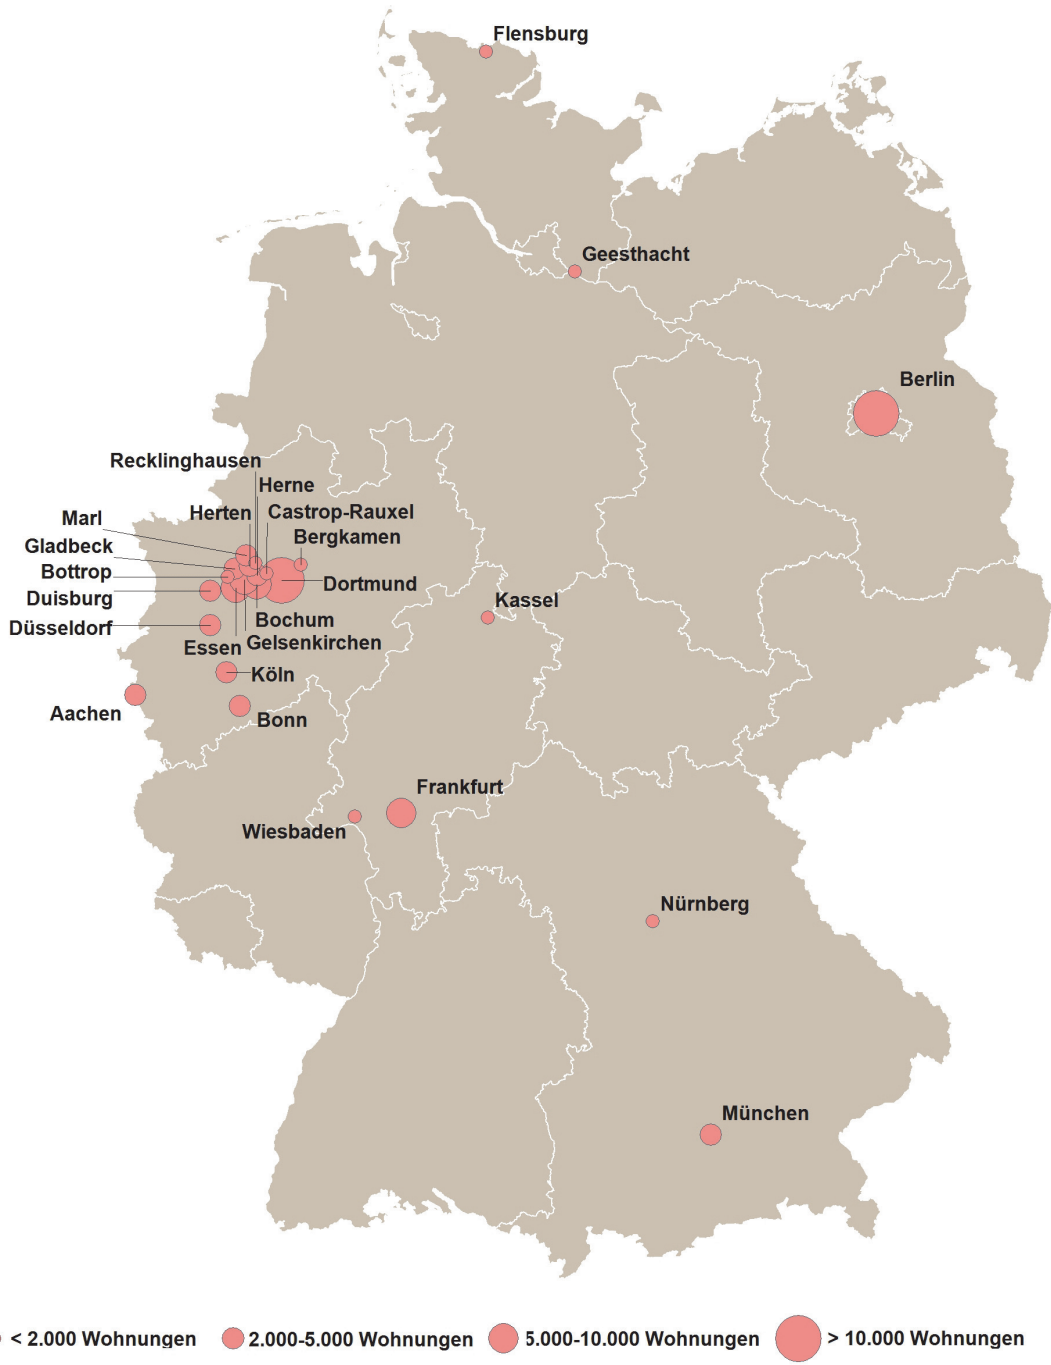 Flensburg
Geesthacht
Berlin
Recklinghausen
Herne
Herten
Castrop-Rauxel
Marl
Bergkamen
Gladbeck
Bottrop
Dortmund
Duisburg
Kassel
Bochum
Düsseldorf
Gelsenkirchen
Essen
Köln
Aachen
Bonn
Frankfurt
Wiesbaden
Nürnberg
München
< 2.000 Wohnungen
2.000-5.000 Wohnungen
5.000-10.000 Wohnungen
> 10.000 Wohnungen